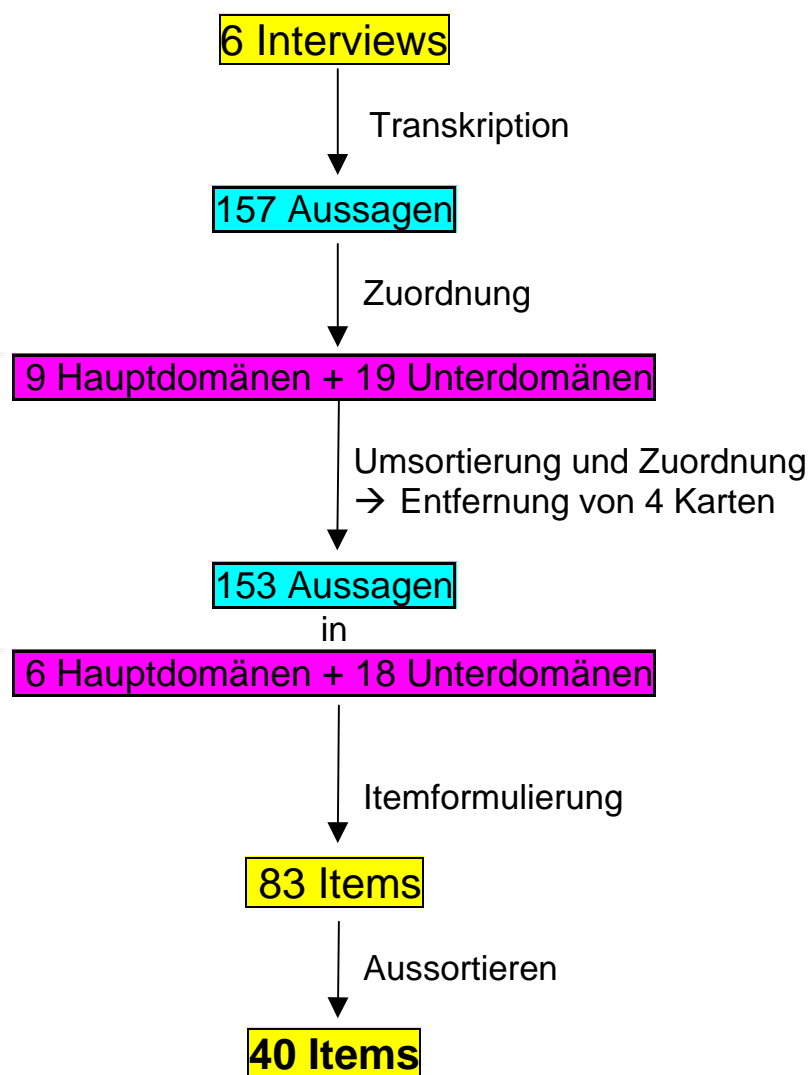 6 Interviews
Transkription
157 Aussagen
Zuordnung
9 Hauptdomänen + 19 Unterdomänen
Umsortierung und Zuordnung
→ Entfernung von 4 Karten
153 Aussagen
in
6 Hauptdomänen + 18 Unterdomänen
Itemformulierung
83 Items
Aussortieren
40 Items